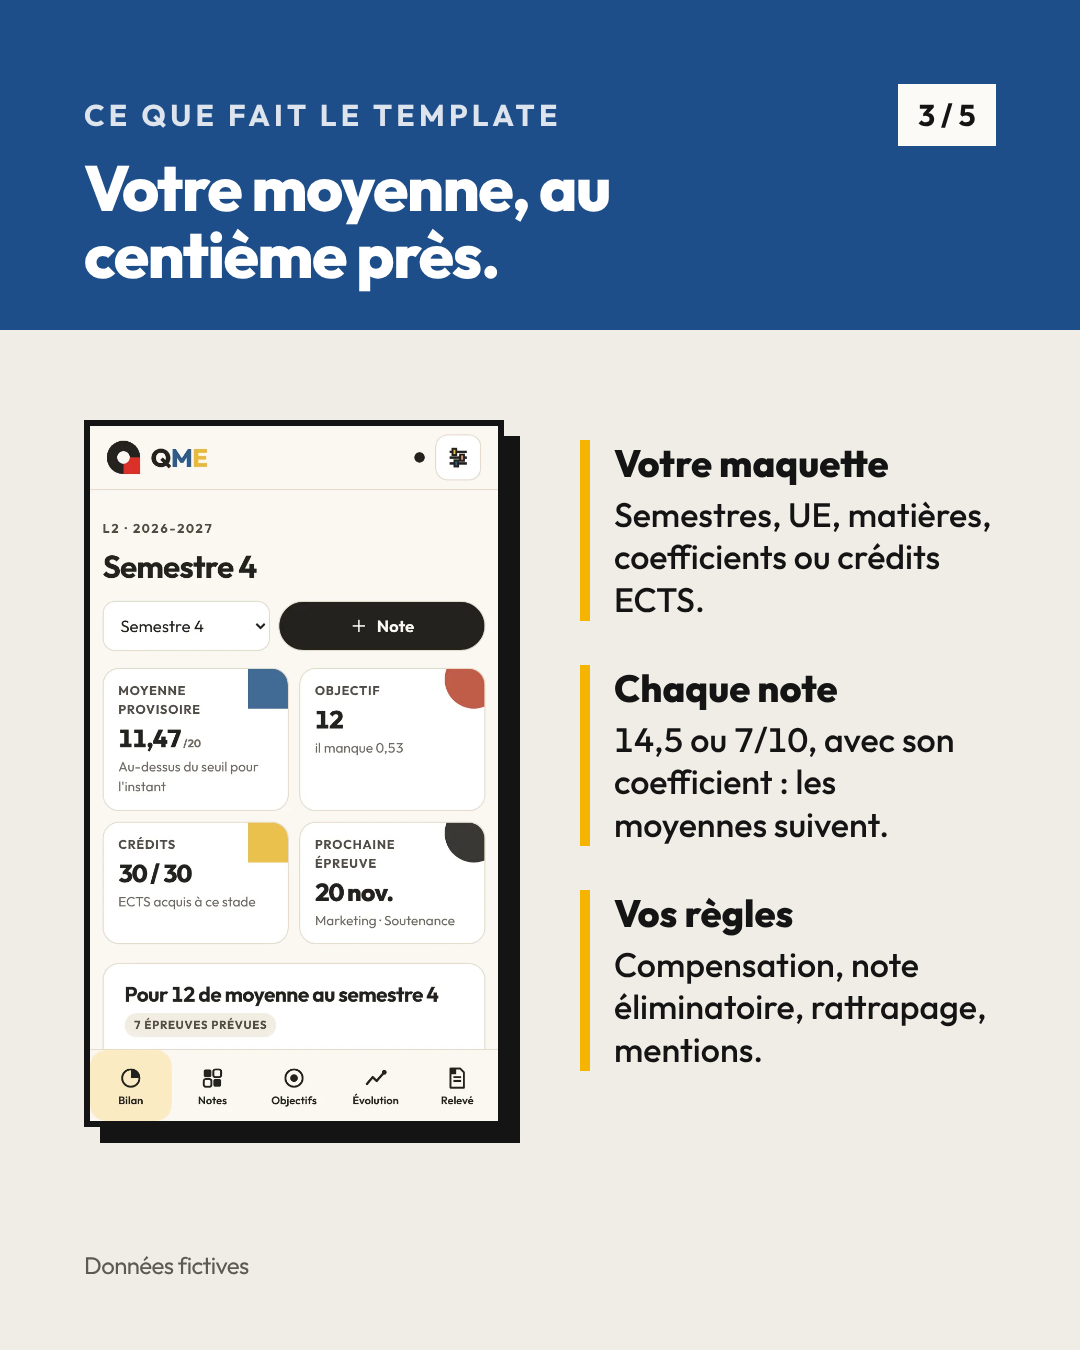 CE QUE FAIT LE TEMPLATE
3 / 5
Votre moyenne, au
centième près.
QME
L2 · 2026-2027
Semestre 4
Semestre 4
+ Note
MOYENNE
PROVISOIRE
11,47 /20
Au-dessus du seuil pour
l'instant
OBJECTIF
12
il manque 0,53
CRÉDITS
30 / 30
ECTS acquis à ce stade
PROCHAINE
ÉPREUVE
20 nov.
Marketing · Soutenance
Pour 12 de moyenne au semestre 4
7 ÉPREUVES PRÉVUES
Bilan
Notes
Objectifs
Évolution
Relevé
Votre maquette
Semestres, UE, matières,
coefficients ou crédits
ECTS.
Chaque note
14,5 ou 7/10, avec son
coefficient : les
moyennes suivent.
Vos règles
Compensation, note
éliminatoire, rattrapage,
mentions.
Données fictives